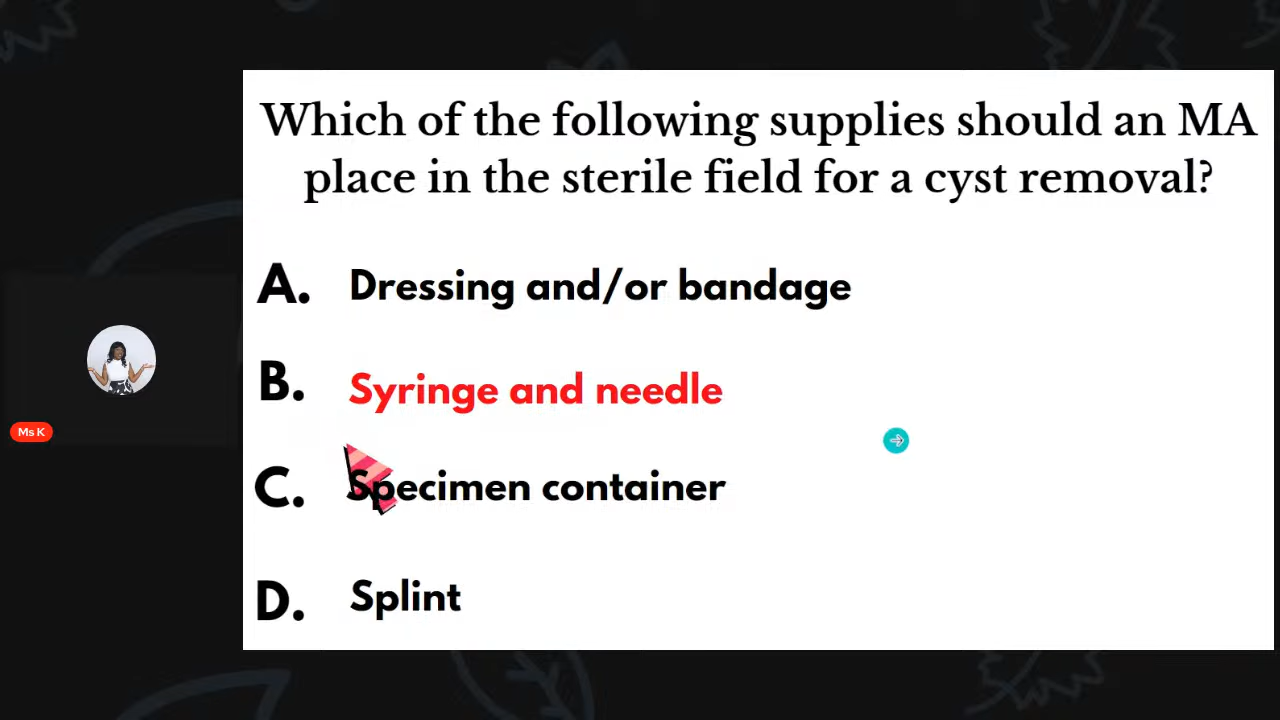 Which of the following supplies should an MA
place in the sterile field for a cyst removal?
A. Dressing and/or bandage
B. Syringe and needle
Ms K
C. Specimen container
D. Splint